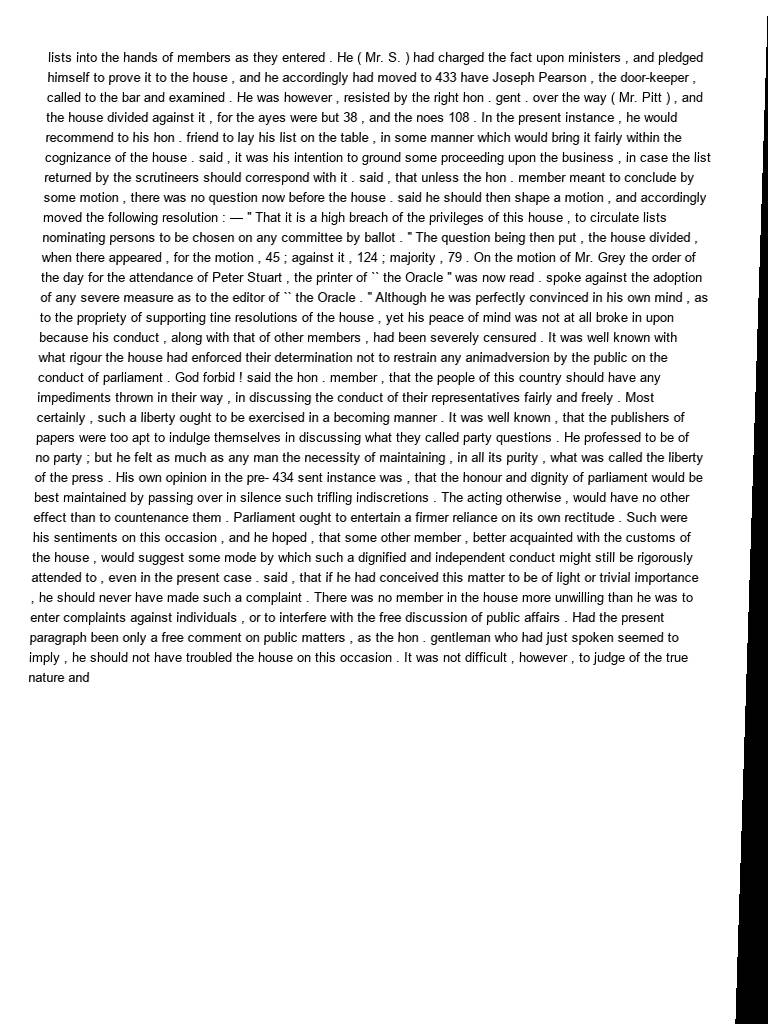 lists into the hands of members as they entered . He ( Mr. S. ) had charged the fact upon ministers , and pledged
himself to prove it to the house , and he accordingly had moved to 433 have Joseph Pearson , the door-keeper ,
called to the bar and examined . He was however , resisted by the right hon . gent . over the way ( Mr. Pitt ) , and
the house divided against it , for the ayes were but 38 , and the noes 108 . In the present instance , he would
recommend to his hon . friend to lay his list on the table , in some manner which would bring it fairly within the
cognizance of the house . said , it was his intention to ground some proceeding upon the business , in case the list
returned by the scrutineers should correspond with it . said , that unless the hon . member meant to conclude by
some motion , there was no question now before the house . said he should then shape a motion , and accordingly
moved the following resolution : — " That it is a high breach of the privileges of this house , to circulate lists
nominating persons to be chosen on any committee by ballot . " The question being then put , the house divided ,
when there appeared , for the motion , 45 ; against it , 124 ; majority , 79 . On the motion of Mr. Grey the order of
the day for the attendance of Peter Stuart , the printer of `` the Oracle " was now read . spoke against the adoption
of any severe measure as to the editor of `` the Oracle . " Although he was perfectly convinced in his own mind , as
to the propriety of supporting tine resolutions of the house , yet his peace of mind was not at all broke in upon
because his conduct , along with that of other members , had been severely censured . It was well known with
what rigour the house had enforced their determination not to restrain any animadversion by the public on the
conduct of parliament . God forbid ! said the hon . member , that the people of this country should have any
impediments thrown in their way , in discussing the conduct of their representatives fairly and freely . Most
certainly , such a liberty ought to be exercised in a becoming manner . It was well known , that the publishers of
papers were too apt to indulge themselves in discussing what they called party questions . He professed to be of
no party ; but he felt as much as any man the necessity of maintaining , in all its purity , what was called the liberty
of the press . His own opinion in the pre- 434 sent instance was , that the honour and dignity of parliament would be
best maintained by passing over in silence such trifling indiscretions . The acting otherwise , would have no other
effect than to countenance them . Parliament ought to entertain a firmer reliance on its own rectitude . Such were
his sentiments on this occasion , and he hoped , that some other member , better acquainted with the customs of
the house , would suggest some mode by which such a dignified and independent conduct might still be rigorously
attended to , even in the present case . said , that if he had conceived this matter to be of light or trivial importance
, he should never have made such a complaint . There was no member in the house more unwilling than he was to
enter complaints against individuals , or to interfere with the free discussion of public affairs . Had the present
paragraph been only a free comment on public matters , as the hon . gentleman who had just spoken seemed to
imply , he should not have troubled the house on this occasion . It was not difficult , however , to judge of the true
nature and